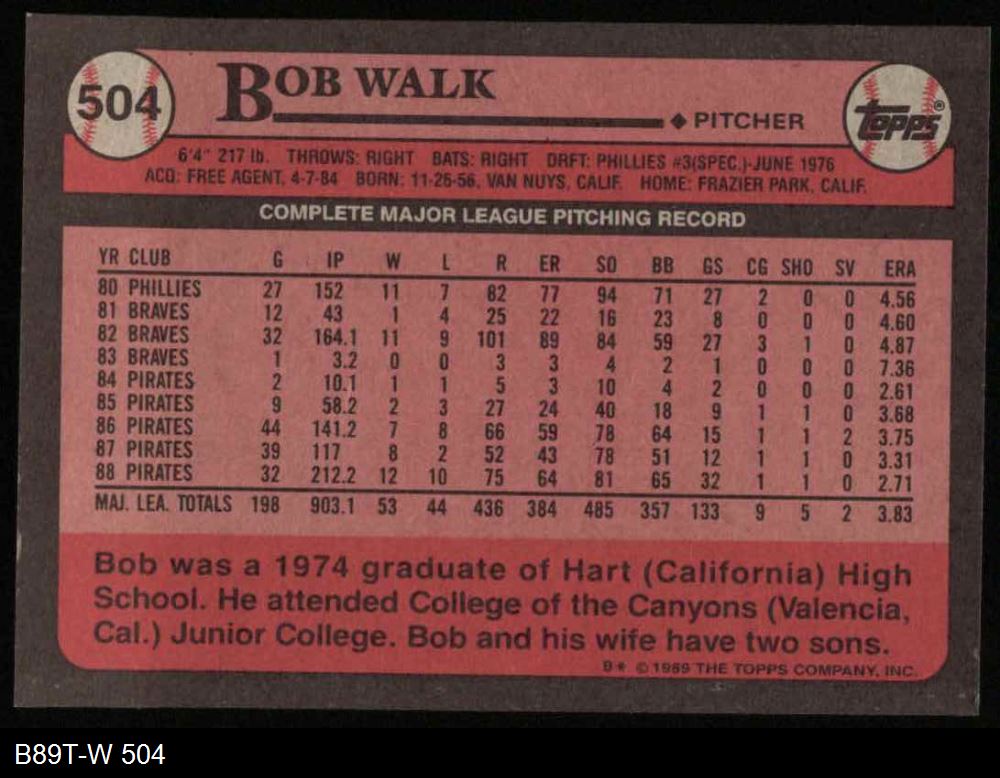 504
BOB WALK
◆ PITCHER
TOPPS®
6'4" 217 lb. THROWS: RIGHT BATS: RIGHT DRFT: PHILLIES #3(SPEC.)-JUNE 1976
ACQ: FREE AGENT, 4-7-84 BORN: 11-26-56, VAN NUYS, CALIF. HOME: FRAZIER PARK, CALIF.
COMPLETE MAJOR LEAGUE PITCHING RECORD
YR CLUB G IP W L R ER SO BB GS CG SHO SV ERA
80 PHILLIES 27 152 11 7 82 77 94 71 27 2 0 0 4.56
81 BRAVES 12 43 1 4 25 22 16 23 8 0 0 0 4.60
82 BRAVES 32 164.1 11 9 101 89 84 59 27 3 1 0 4.87
83 BRAVES 1 3.2 0 0 3 3 4 2 1 0 0 0 7.36
84 PIRATES 2 10.1 1 1 5 3 10 4 2 0 0 0 2.61
85 PIRATES 9 58.2 2 3 27 24 40 18 9 1 1 0 3.68
86 PIRATES 44 141.2 7 8 66 59 78 64 15 1 1 2 3.75
87 PIRATES 39 117 8 2 52 43 78 51 12 1 1 0 3.31
88 PIRATES 32 212.2 12 10 75 64 81 65 32 1 1 0 2.71
MAJ. LEA. TOTALS 198 903.1 53 44 436 384 485 357 133 9 5 2 3.83
Bob was a 1974 graduate of Hart (California) High
School. He attended College of the Canyons (Valencia,
Cal.) Junior College. Bob and his wife have two sons.
B* © 1989 THE TOPPS COMPANY, INC.
B89T-W 504